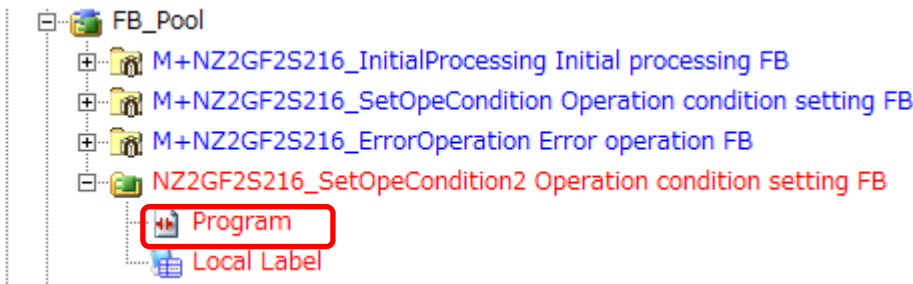 FB_Pool
M+NZ2GF2S216_InitialProcessing Initial processing FB
M+NZ2GF2S216_SetOpeCondition Operation condition setting FB
M+NZ2GF2S216_ErrorOperation Error operation FB
NZ2GF2S216_SetOpeCondition2 Operation condition setting FB
Program
Local Label